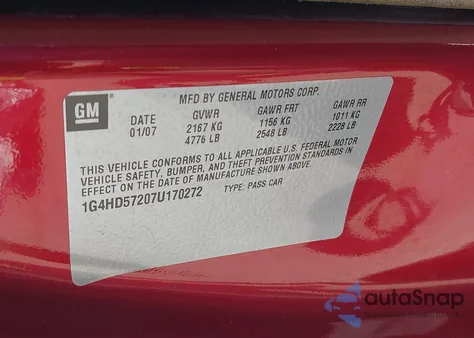 GM
MFD BY GENERAL MOTORS CORP.
DATE GVWR GAWR FRT GAWR RR
01/07 2167 KG 1156 KG 1011 KG
4776 LB 2548 LB 2228 LB
THIS VEHICLE CONFORMS TO ALL APPLICABLE U.S. FEDERAL MOTOR
VEHICLE SAFETY, BUMPER, AND THEFT PREVENTION STANDARDS IN
EFFECT ON THE DATE OF MANUFACTURE SHOWN ABOVE.
1G4HD57207U170272 TYPE: PASS CAR
autaSnap